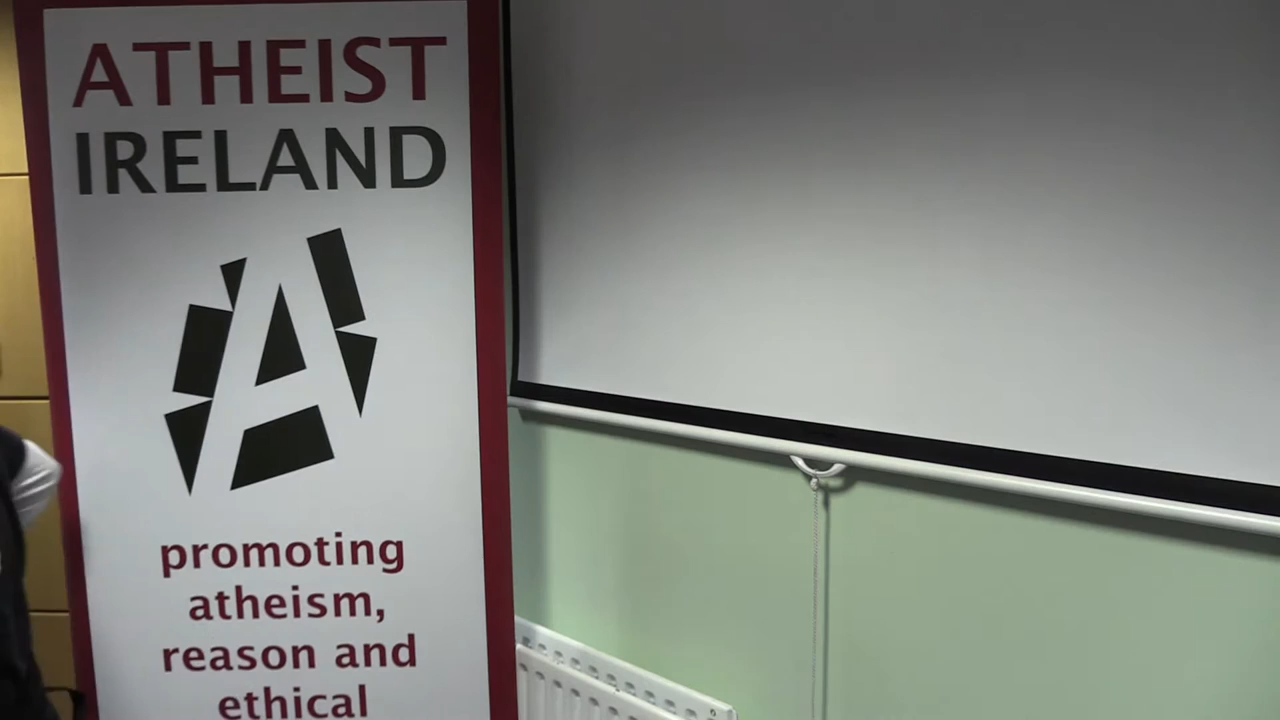 ATHEIST
IRELAND
promoting
atheism,
reason and
ethical